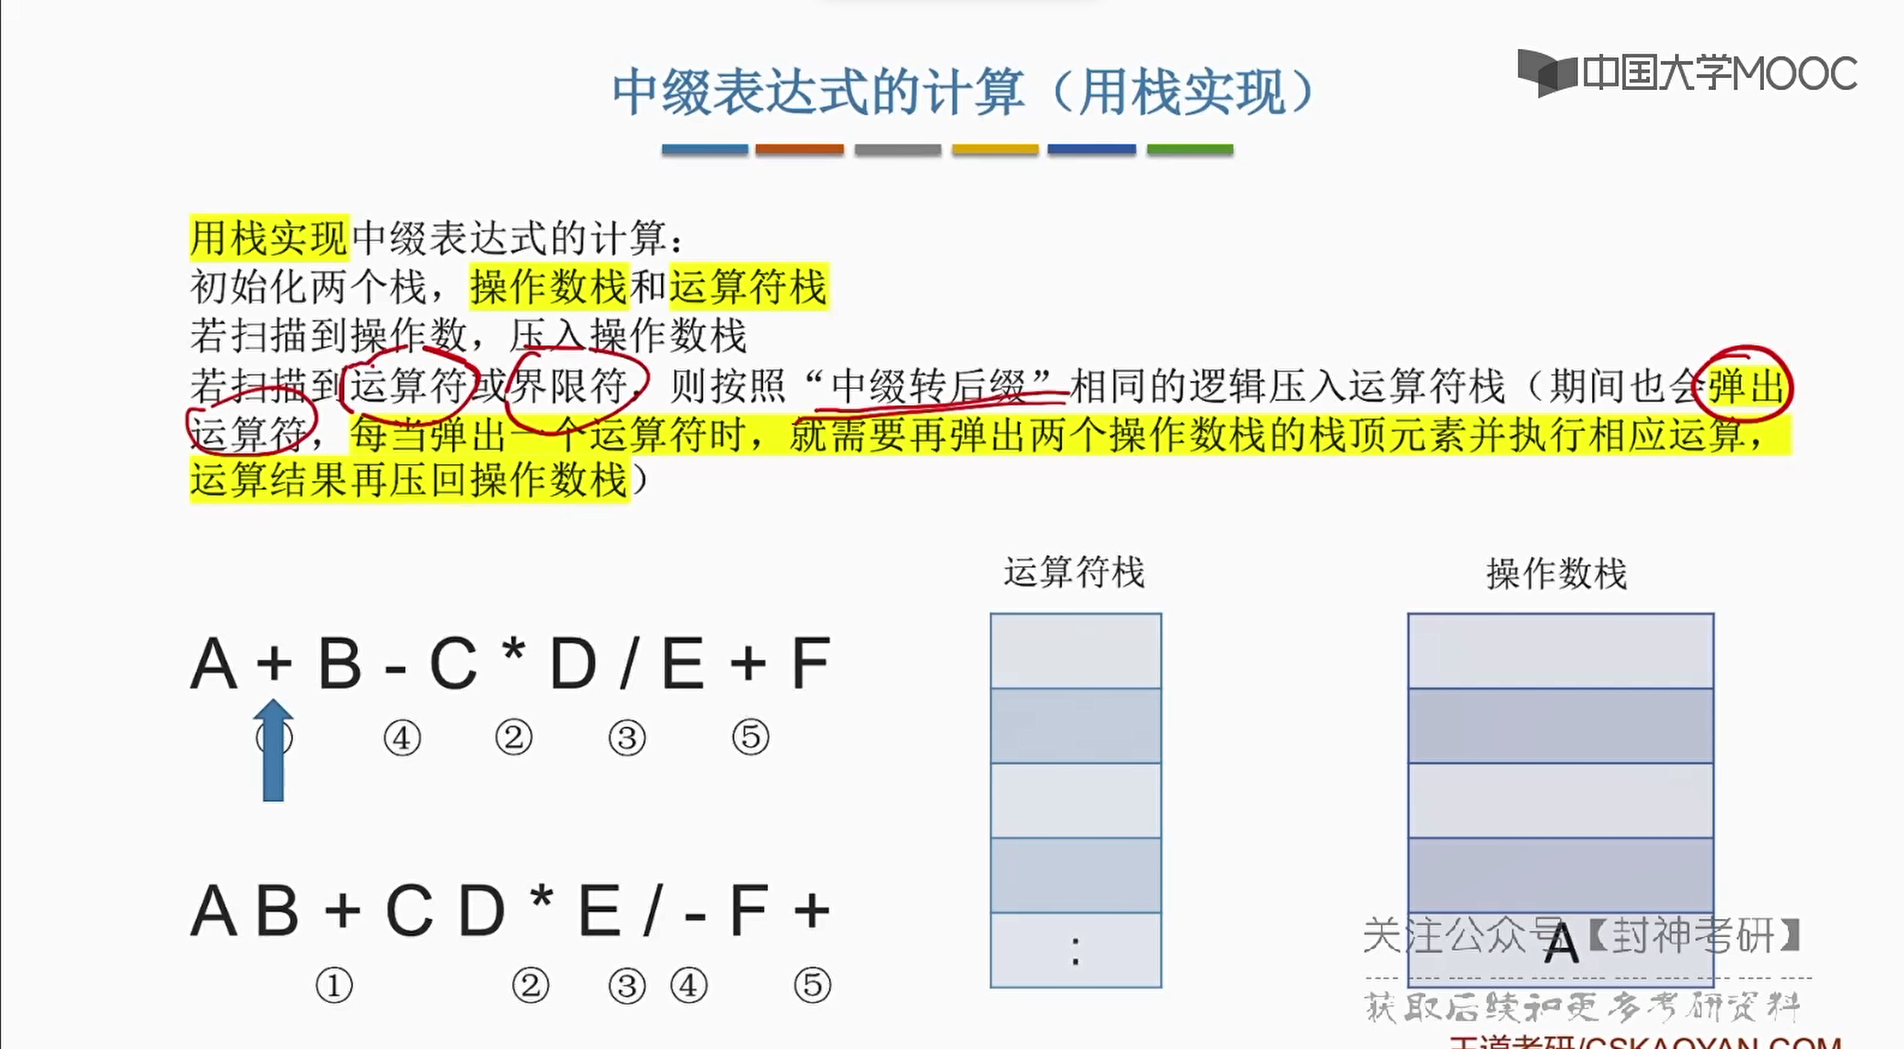 中国大学MOOC
中缀表达式的计算（用栈实现）
用栈实现中缀表达式的计算：
初始化两个栈，操作数栈和运算符栈
若扫描到操作数，压入操作数栈
若扫描到运算符或界限符，则按照“中缀转后缀”相同的逻辑压入运算符栈（期间也会弹出
运算符，每当弹出一个运算符时，就需要再弹出两个操作数栈的栈顶元素并执行相应运算，
运算结果再压回操作数栈）
运算符栈
操作数栈
A + B - C * D / E + F
④ ② ③ ⑤
A B + C D * E / - F +
① ② ③ ④ ⑤
:
A
关注公众号【封神考研】
获取后续和更多考研资料
王道考研/CSKAOYAN.COM